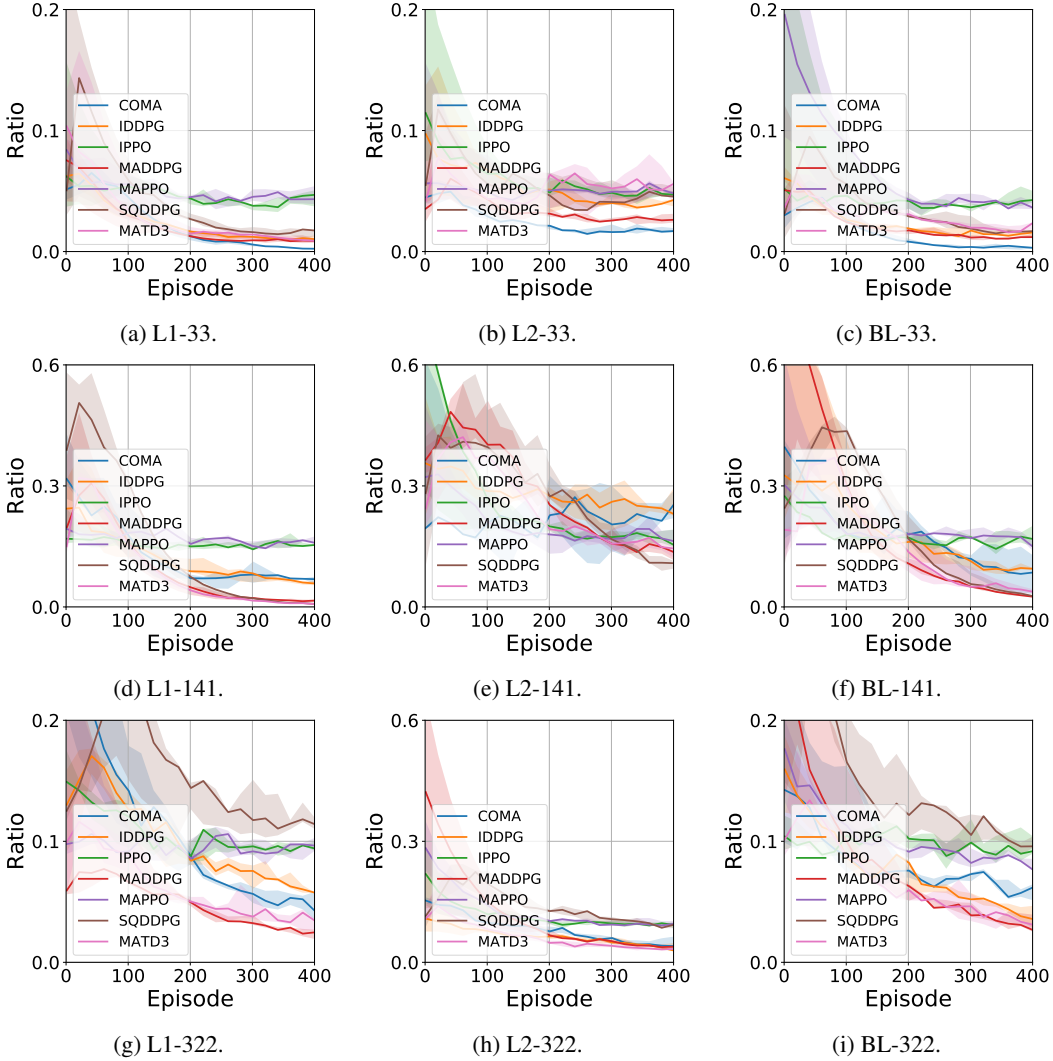 0.2
0.1
0.0
Ratio
COMA
IDDPG
IPPO
MADDPG
MAPPO
SQDDPG
MATD3
0 100 200 300 400
Episode
(a) L1-33.
0.2
0.1
0.0
Ratio
COMA
IDDPG
IPPO
MADDPG
MAPPO
SQDDPG
MATD3
0 100 200 300 400
Episode
(b) L2-33.
0.2
0.1
0.0
Ratio
COMA
IDDPG
IPPO
MADDPG
MAPPO
SQDDPG
MATD3
0 100 200 300 400
Episode
(c) BL-33.
0.6
0.3
0.0
Ratio
COMA
IDDPG
IPPO
MADDPG
MAPPO
SQDDPG
MATD3
0 100 200 300 400
Episode
(d) L1-141.
0.6
0.3
0.0
Ratio
COMA
IDDPG
IPPO
MADDPG
MAPPO
SQDDPG
MATD3
0 100 200 300 400
Episode
(e) L2-141.
0.6
0.3
0.0
Ratio
COMA
IDDPG
IPPO
MADDPG
MAPPO
SQDDPG
MATD3
0 100 200 300 400
Episode
(f) BL-141.
0.2
0.1
0.0
Ratio
COMA
IDDPG
IPPO
MADDPG
MAPPO
SQDDPG
MATD3
0 100 200 300 400
Episode
(g) L1-322.
0.6
0.3
0.0
Ratio
COMA
IDDPG
IPPO
MADDPG
MAPPO
SQDDPG
MATD3
0 100 200 300 400
Episode
(h) L2-322.
0.2
0.1
0.0
Ratio
COMA
IDDPG
IPPO
MADDPG
MAPPO
SQDDPG
MATD3
0 100 200 300 400
Episode
(i) BL-322.